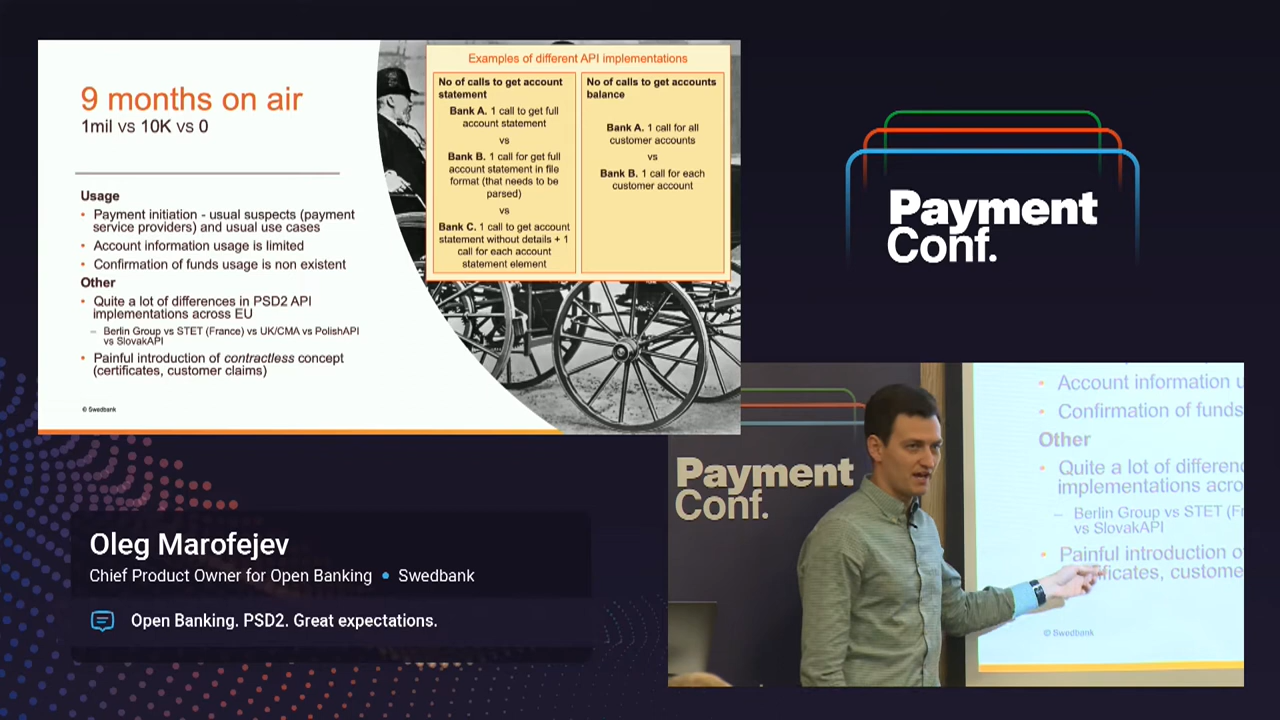 9 months on air
1mil vs 10K vs 0
Usage
• Payment initiation - usual suspects (payment
service providers) and usual use cases
• Account information usage is limited
• Confirmation of funds usage is non existent
Other
• Quite a lot of differences in PSD2 API
implementations across EU
– Berlin Group vs STET (France) vs UK/CMA vs PolishAPI
vs SlovakAPI
• Painful introduction of contractless concept
(certificates, customer claims)
© Swedbank
Examples of different API implementations
No of calls to get account
statement
Bank A. 1 call to get full
account statement
vs
Bank B. 1 call for get full
account statement in file
format (that needs to be
parsed)
vs
Bank C. 1 call to get account
statement without details + 1
call for each account
statement element
No of calls to get accounts
balance
Bank A. 1 call for all
customer accounts
vs
Bank B. 1 call for each
customer account
Payment
Conf.
Payment
Conf.
• Account information u
• Confirmation of funds
Other
• Quite a lot of differenc
implementations acro
– Berlin Group vs STET (Fr
vs SlovakAPI
• Painful introduction o
tificates, custome
© Swedbank
Oleg Marofejev
Chief Product Owner for Open Banking • Swedbank
Open Banking. PSD2. Great expectations.